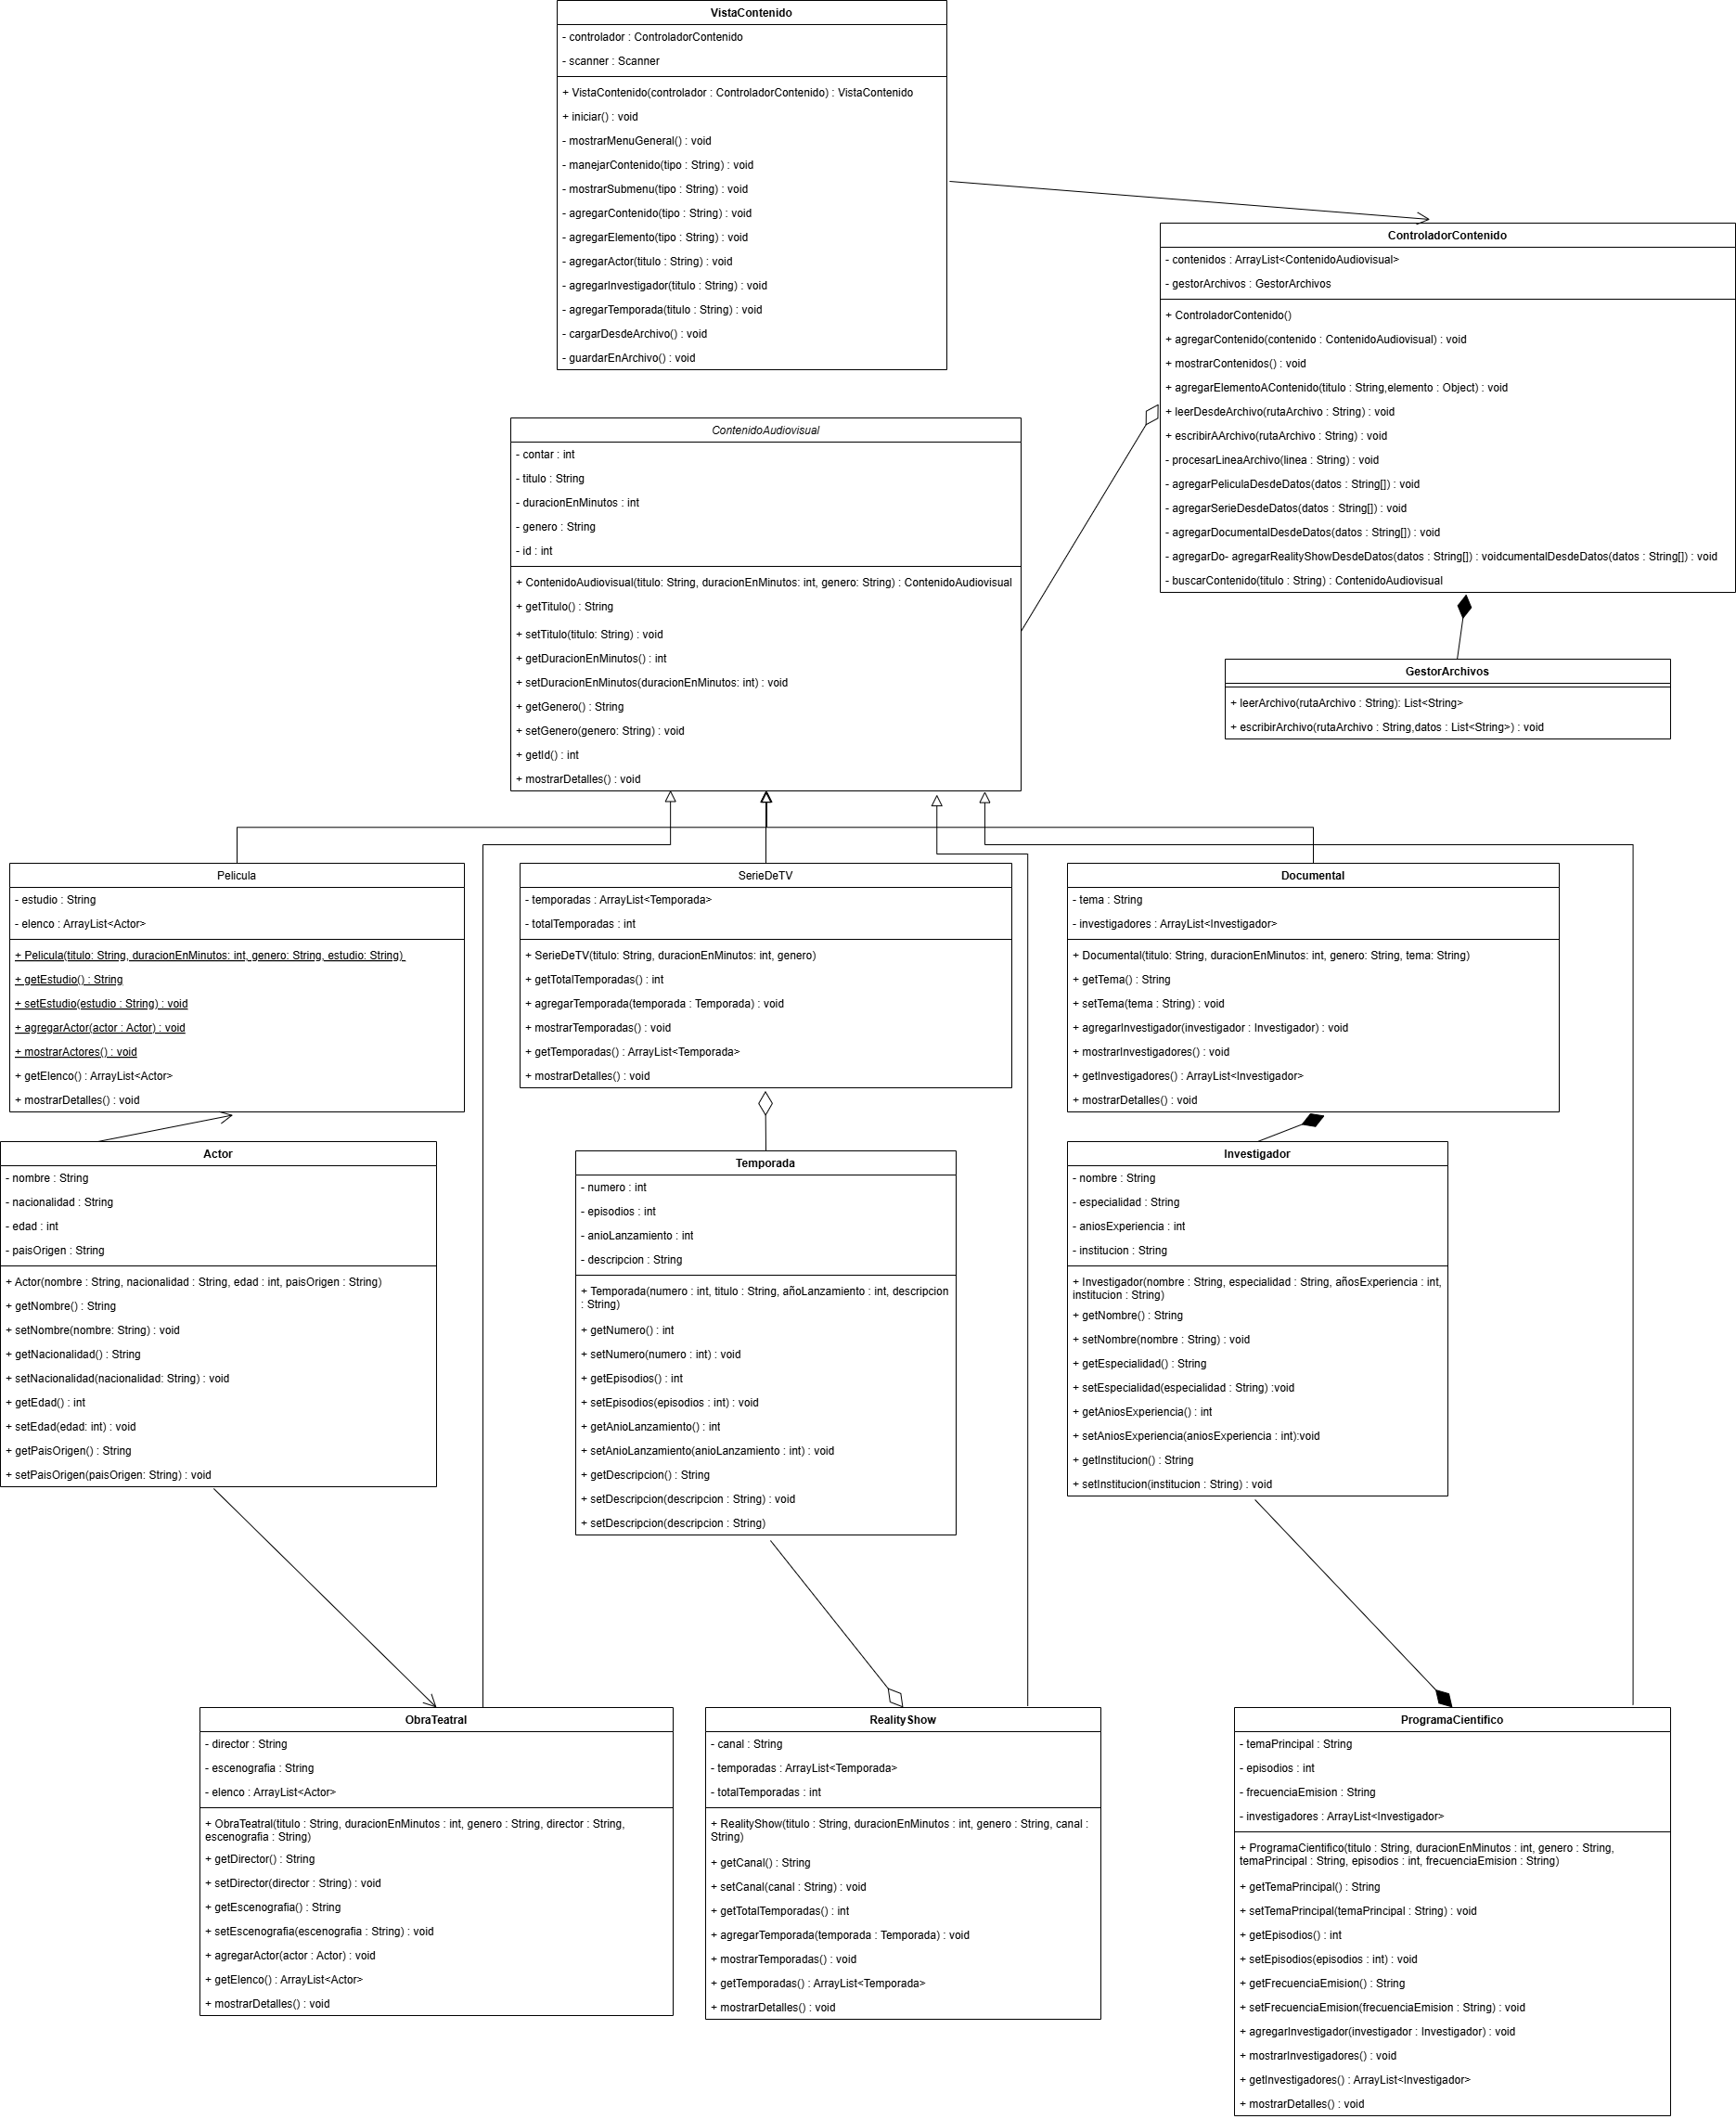 VistaContenido
- controlador : ControladorContenido
- scanner : Scanner
+ VistaContenido(controlador : ControladorContenido) : VistaContenido
+ iniciar() : void
- mostrarMenuGeneral() : void
- manejarContenido(tipo : String) : void
- mostrarSubmenu(tipo : String) : void
- agregarContenido(tipo : String) : void
- agregarElemento(tipo : String) : void
- agregarActor(titulo : String) : void
- agregarInvestigador(titulo : String) : void
- agregarTemporada(titulo : String) : void
- cargarDesdeArchivo() : void
- guardarEnArchivo() : void
ControladorContenido
- contenidos : ArrayList<ContenidoAudiovisual>
- gestorArchivos : GestorArchivos
+ ControladorContenido()
+ agregarContenido(contenido : ContenidoAudiovisual) : void
+ mostrarContenidos() : void
+ agregarElementoAContenido(titulo : String,elemento : Object) : void
+ leerDesdeArchivo(rutaArchivo : String) : void
+ escribirAArchivo(rutaArchivo : String) : void
- procesarLineaArchivo(linea : String) : void
- agregarPeliculaDesdeDatos(datos : String[]) : void
- agregarSerieDesdeDatos(datos : String[]) : void
- agregarDocumentalDesdeDatos(datos : String[]) : void
- agregarDo- agregarRealityShowDesdeDatos(datos : String[]) : voidcumentalDesdeDatos(datos : String[]) : void
- buscarContenido(titulo : String) : ContenidoAudiovisual
ContenidoAudiovisual
- contar : int
- titulo : String
- duracionEnMinutos : int
- genero : String
- id : int
+ ContenidoAudiovisual(titulo: String, duracionEnMinutos: int, genero: String) : ContenidoAudiovisual
+ getTitulo() : String
+ setTitulo(titulo: String) : void
+ getDuracionEnMinutos() : int
+ setDuracionEnMinutos(duracionEnMinutos: int) : void
+ getGenero() : String
+ setGenero(genero: String) : void
+ getId() : int
+ mostrarDetalles() : void
GestorArchivos
+ leerArchivo(rutaArchivo : String): List<String>
+ escribirArchivo(rutaArchivo : String,datos : List<String>) : void
Pelicula
- estudio : String
- elenco : ArrayList<Actor>
+ Pelicula(titulo: String, duracionEnMinutos: int, genero: String, estudio: String)
+ getEstudio() : String
+ setEstudio(estudio : String) : void
+ agregarActor(actor : Actor) : void
+ mostrarActores() : void
+ getElenco() : ArrayList<Actor>
+ mostrarDetalles() : void
SerieDeTV
- temporadas : ArrayList<Temporada>
- totalTemporadas : int
+ SerieDeTV(titulo: String, duracionEnMinutos: int, genero)
+ getTotalTemporadas() : int
+ agregarTemporada(temporada : Temporada) : void
+ mostrarTemporadas() : void
+ getTemporadas() : ArrayList<Temporada>
+ mostrarDetalles() : void
Documental
- tema : String
- investigadores : ArrayList<Investigador>
+ Documental(titulo: String, duracionEnMinutos: int, genero: String, tema: String)
+ getTema() : String
+ setTema(tema : String) : void
+ agregarInvestigador(investigador : Investigador) : void
+ mostrarInvestigadores() : void
+ getInvestigadores() : ArrayList<Investigador>
+ mostrarDetalles() : void
Actor
- nombre : String
- nacionalidad : String
- edad : int
- paisOrigen : String
+ Actor(nombre : String, nacionalidad : String, edad : int, paisOrigen : String)
+ getNombre() : String
+ setNombre(nombre: String) : void
+ getNacionalidad() : String
+ setNacionalidad(nacionalidad: String) : void
+ getEdad() : int
+ setEdad(edad: int) : void
+ getPaisOrigen() : String
+ setPaisOrigen(paisOrigen: String) : void
Temporada
- numero : int
- episodios : int
- anioLanzamiento : int
- descripcion : String
+ Temporada(numero : int, titulo : String, añoLanzamiento : int, descripcion
: String)
+ getNumero() : int
+ setNumero(numero : int) : void
+ getEpisodios() : int
+ setEpisodios(episodios : int) : void
+ getAnioLanzamiento() : int
+ setAnioLanzamiento(anioLanzamiento : int) : void
+ getDescripcion() : String
+ setDescripcion(descripcion : String) : void
+ setDescripcion(descripcion : String)
Investigador
- nombre : String
- especialidad : String
- aniosExperiencia : int
- institucion : String
+ Investigador(nombre : String, especialidad : String, añosExperiencia : int,
institucion : String)
+ getNombre() : String
+ setNombre(nombre : String) : void
+ getEspecialidad() : String
+ setEspecialidad(especialidad : String) :void
+ getAniosExperiencia() : int
+ setAniosExperiencia(aniosExperiencia : int):void
+ getInstitucion() : String
+ setInstitucion(institucion : String) : void
ObraTeatral
- director : String
- escenografia : String
- elenco : ArrayList<Actor>
+ ObraTeatral(titulo : String, duracionEnMinutos : int, genero : String, director : String,
escenografia : String)
+ getDirector() : String
+ setDirector(director : String) : void
+ getEscenografia() : String
+ setEscenografia(escenografia : String) : void
+ agregarActor(actor : Actor) : void
+ getElenco() : ArrayList<Actor>
+ mostrarDetalles() : void
RealityShow
- canal : String
- temporadas : ArrayList<Temporada>
- totalTemporadas : int
+ RealityShow(titulo : String, duracionEnMinutos : int, genero : String, canal :
String)
+ getCanal() : String
+ setCanal(canal : String) : void
+ getTotalTemporadas() : int
+ agregarTemporada(temporada : Temporada) : void
+ mostrarTemporadas() : void
+ getTemporadas() : ArrayList<Temporada>
+ mostrarDetalles() : void
ProgramaCientifico
- temaPrincipal : String
- episodios : int
- frecuenciaEmision : String
- investigadores : ArrayList<Investigador>
+ ProgramaCientifico(titulo : String, duracionEnMinutos : int, genero : String,
temaPrincipal : String, episodios : int, frecuenciaEmision : String)
+ getTemaPrincipal() : String
+ setTemaPrincipal(temaPrincipal : String) : void
+ getEpisodios() : int
+ setEpisodios(episodios : int) : void
+ getFrecuenciaEmision() : String
+ setFrecuenciaEmision(frecuenciaEmision : String) : void
+ agregarInvestigador(investigador : Investigador) : void
+ mostrarInvestigadores() : void
+ getInvestigadores() : ArrayList<Investigador>
+ mostrarDetalles() : void